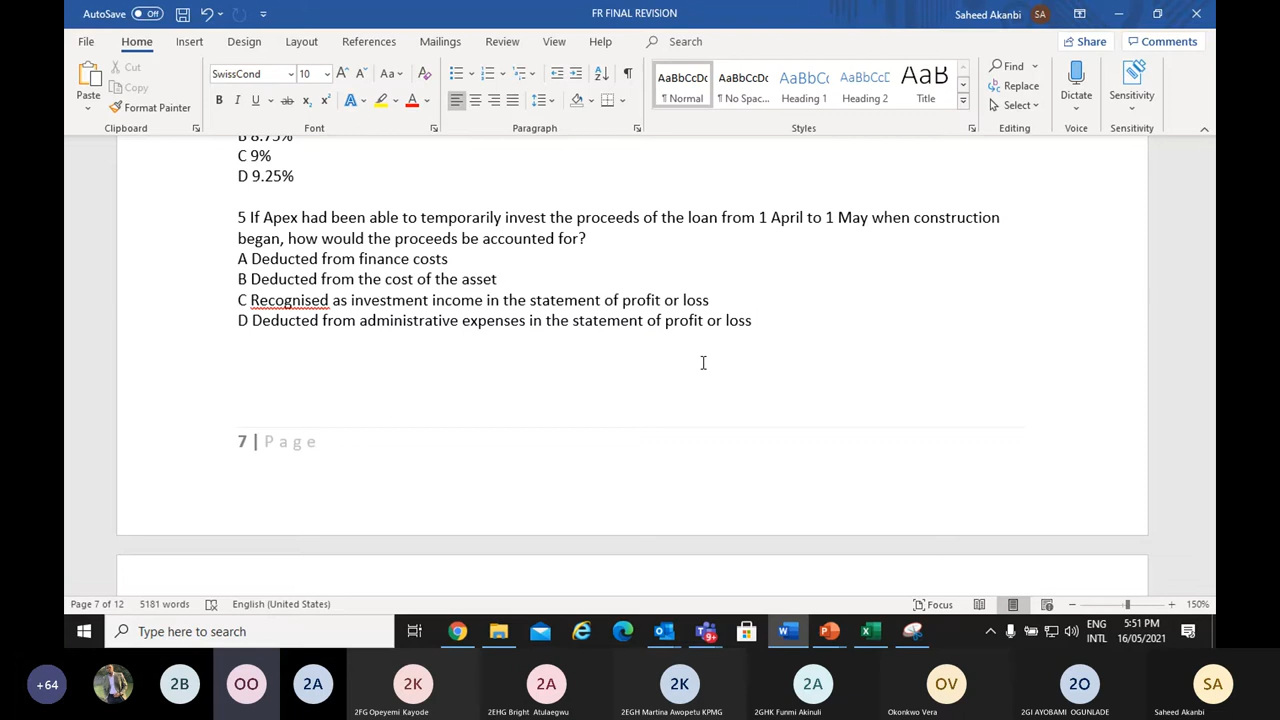 AutoSave Off FR FINAL REVISION Saheed Akanbi SA
File Home Insert Design Layout References Mailings Review View Help Search Share Comments
Paste Cut Copy Format Painter
SwissCond 10 Aa
B I U ab x₂ x² A A
AaBbCcDc AaBbCcDc AaBbCc AaBbCcD AaB
¶ Normal ¶ No Spac... Heading 1 Heading 2 Title
Find Replace Select Dictate Sensitivity
Clipboard Font Paragraph Styles Editing Voice Sensitivity
B 8.75%
C 9%
D 9.25%
5 If Apex had been able to temporarily invest the proceeds of the loan from 1 April to 1 May when construction
began, how would the proceeds be accounted for?
A Deducted from finance costs
B Deducted from the cost of the asset
C Recognised as investment income in the statement of profit or loss
D Deducted from administrative expenses in the statement of profit or loss
7 | Page
Page 7 of 12 5181 words English (United States) Focus 150%
Type here to search ENG 5:51 PM
INTL 16/05/2021
+64 2B OO 2A 2K 2A 2K 2A OV 2O SA
2FG Opeyemi Kayode 2EHG Bright Atulaegwu 2EGH Martina Awopetu KPMG 2GHK Funmi Akinuli Okonkwo Vera 2GI AYOBAMI OGUNLADE Saheed Akanbi